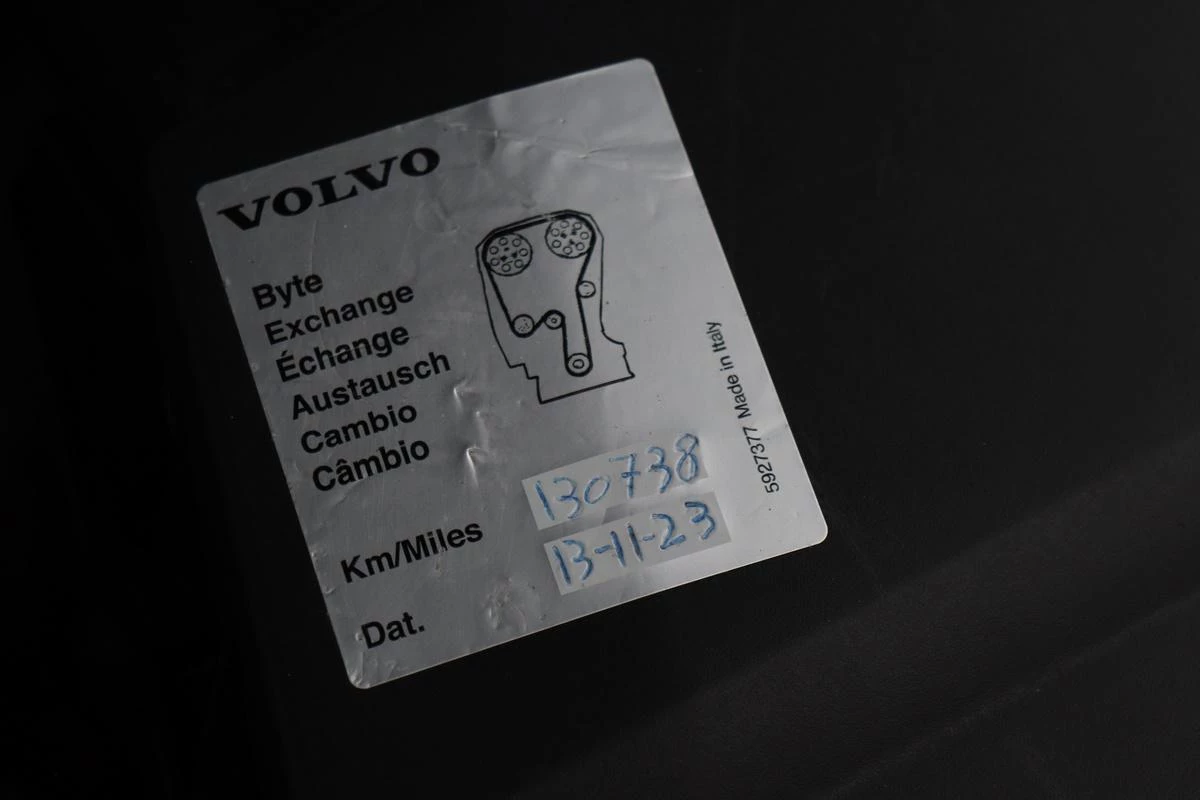 VOLVO
Byte
Exchange
Échange
Austausch
Cambio
Câmbio
Km/Miles 130738
Dat. 13-11-23
5927377 Made in Italy